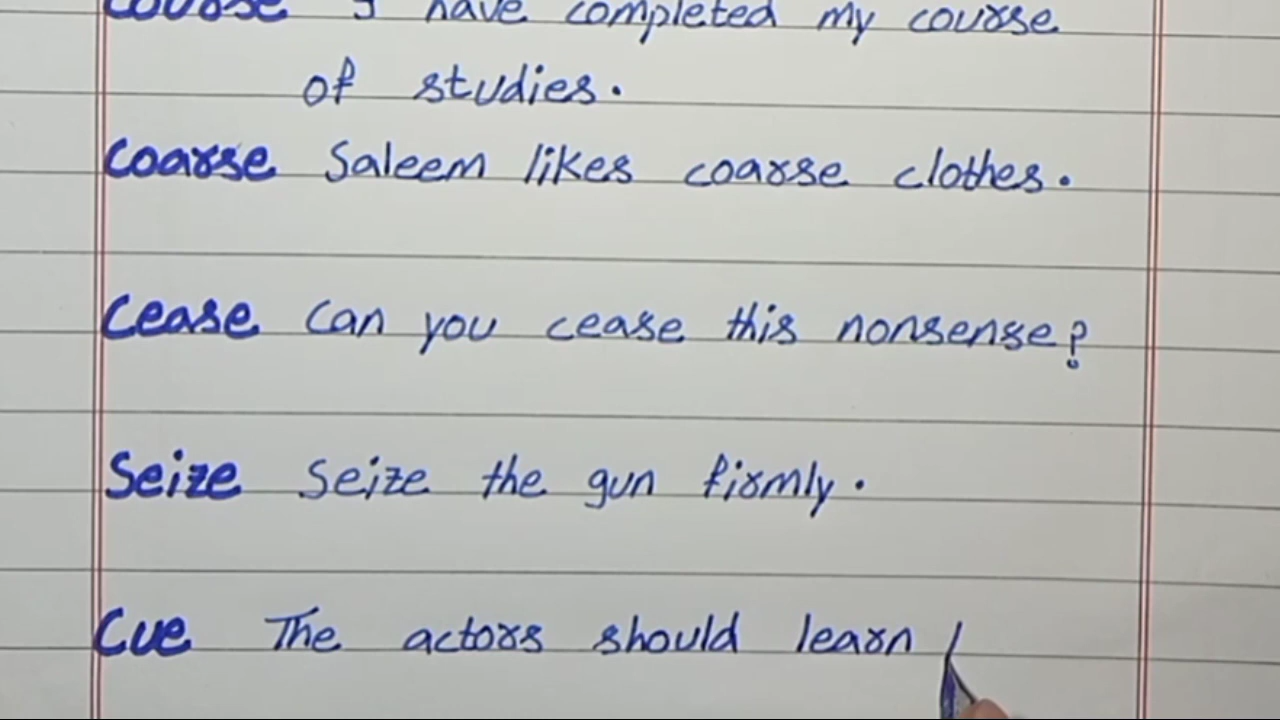 Course I have completed my course
of studies.
Coarse Saleem likes coarse clothes.
Cease Can you cease this nonsense?
Seize Seize the gun firmly.
Cue The actors should learn